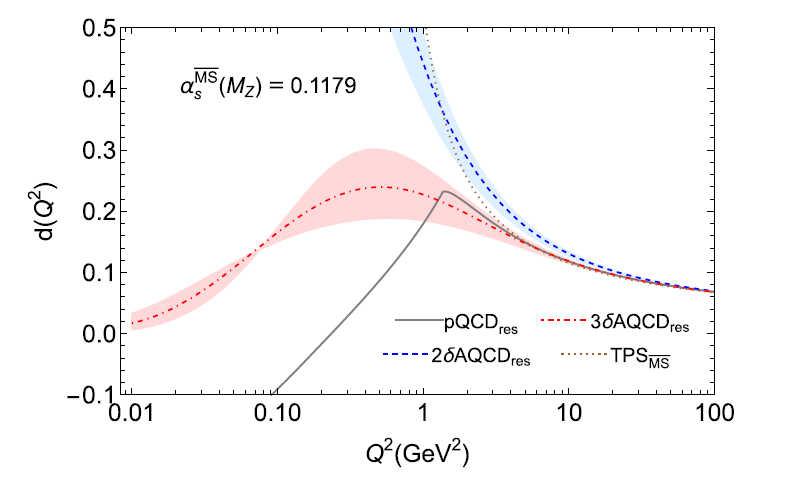 0.5
0.4
0.3
0.2
0.1
0.0
−0.1
d(Q²)
α_s^{\overline{MS}}(M_Z) = 0.1179
pQCD_res 3δAQCD_res
2δAQCD_res TPS_{\overline{MS}}
0.01 0.10 1 10 100
Q²(GeV²)